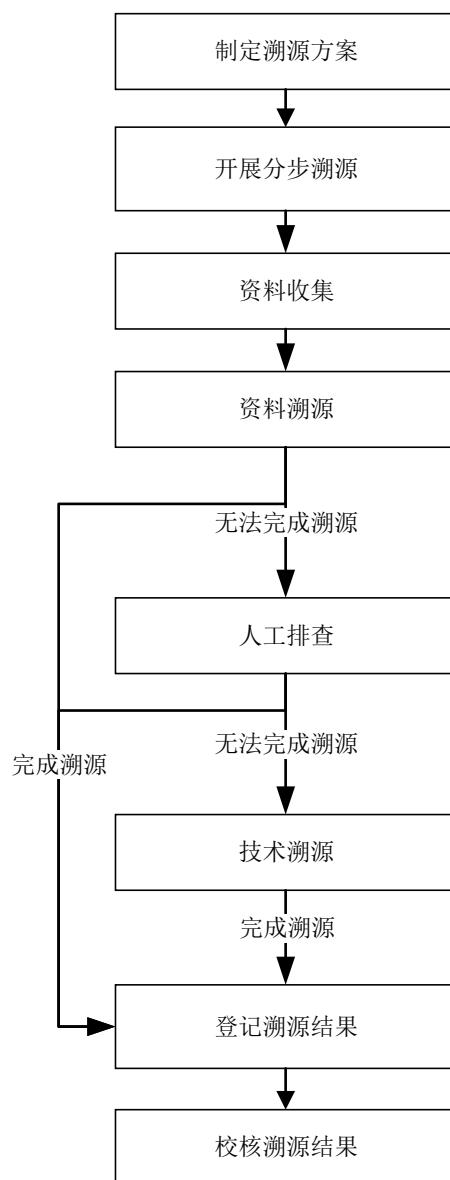 制定溯源方案
开展分步溯源
资料收集
资料溯源
无法完成溯源
人工排查
无法完成溯源
完成溯源
技术溯源
完成溯源
登记溯源结果
校核溯源结果